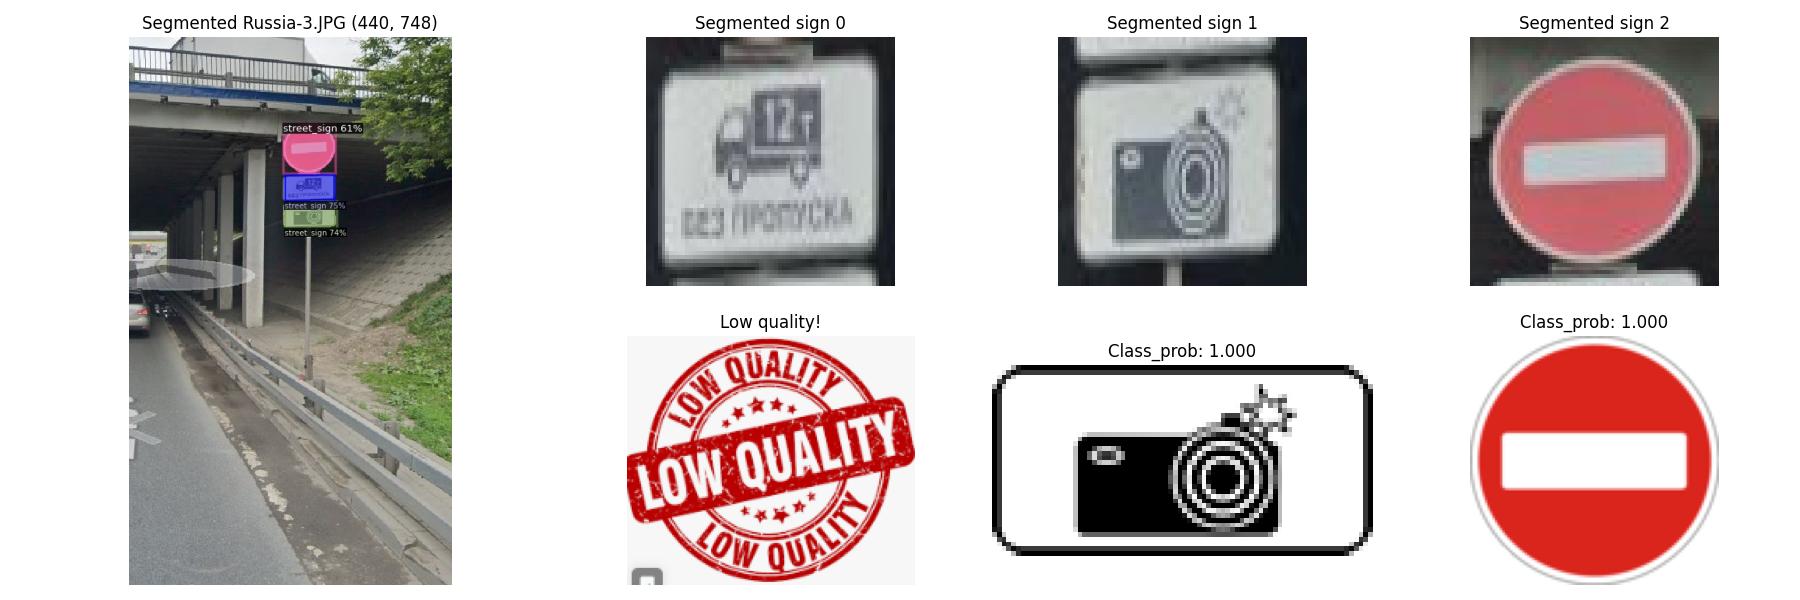 Segmented Russia-3.JPG (440, 748)
street_sign 61%
street_sign 75%
street_sign 74%
Segmented sign 0
12т
БЕЗ ПРОПУСКА
Segmented sign 1
Segmented sign 2
Low quality!
LOW QUALITY
LOW QUALITY
LOW QUALITY
Class_prob: 1.000
Class_prob: 1.000